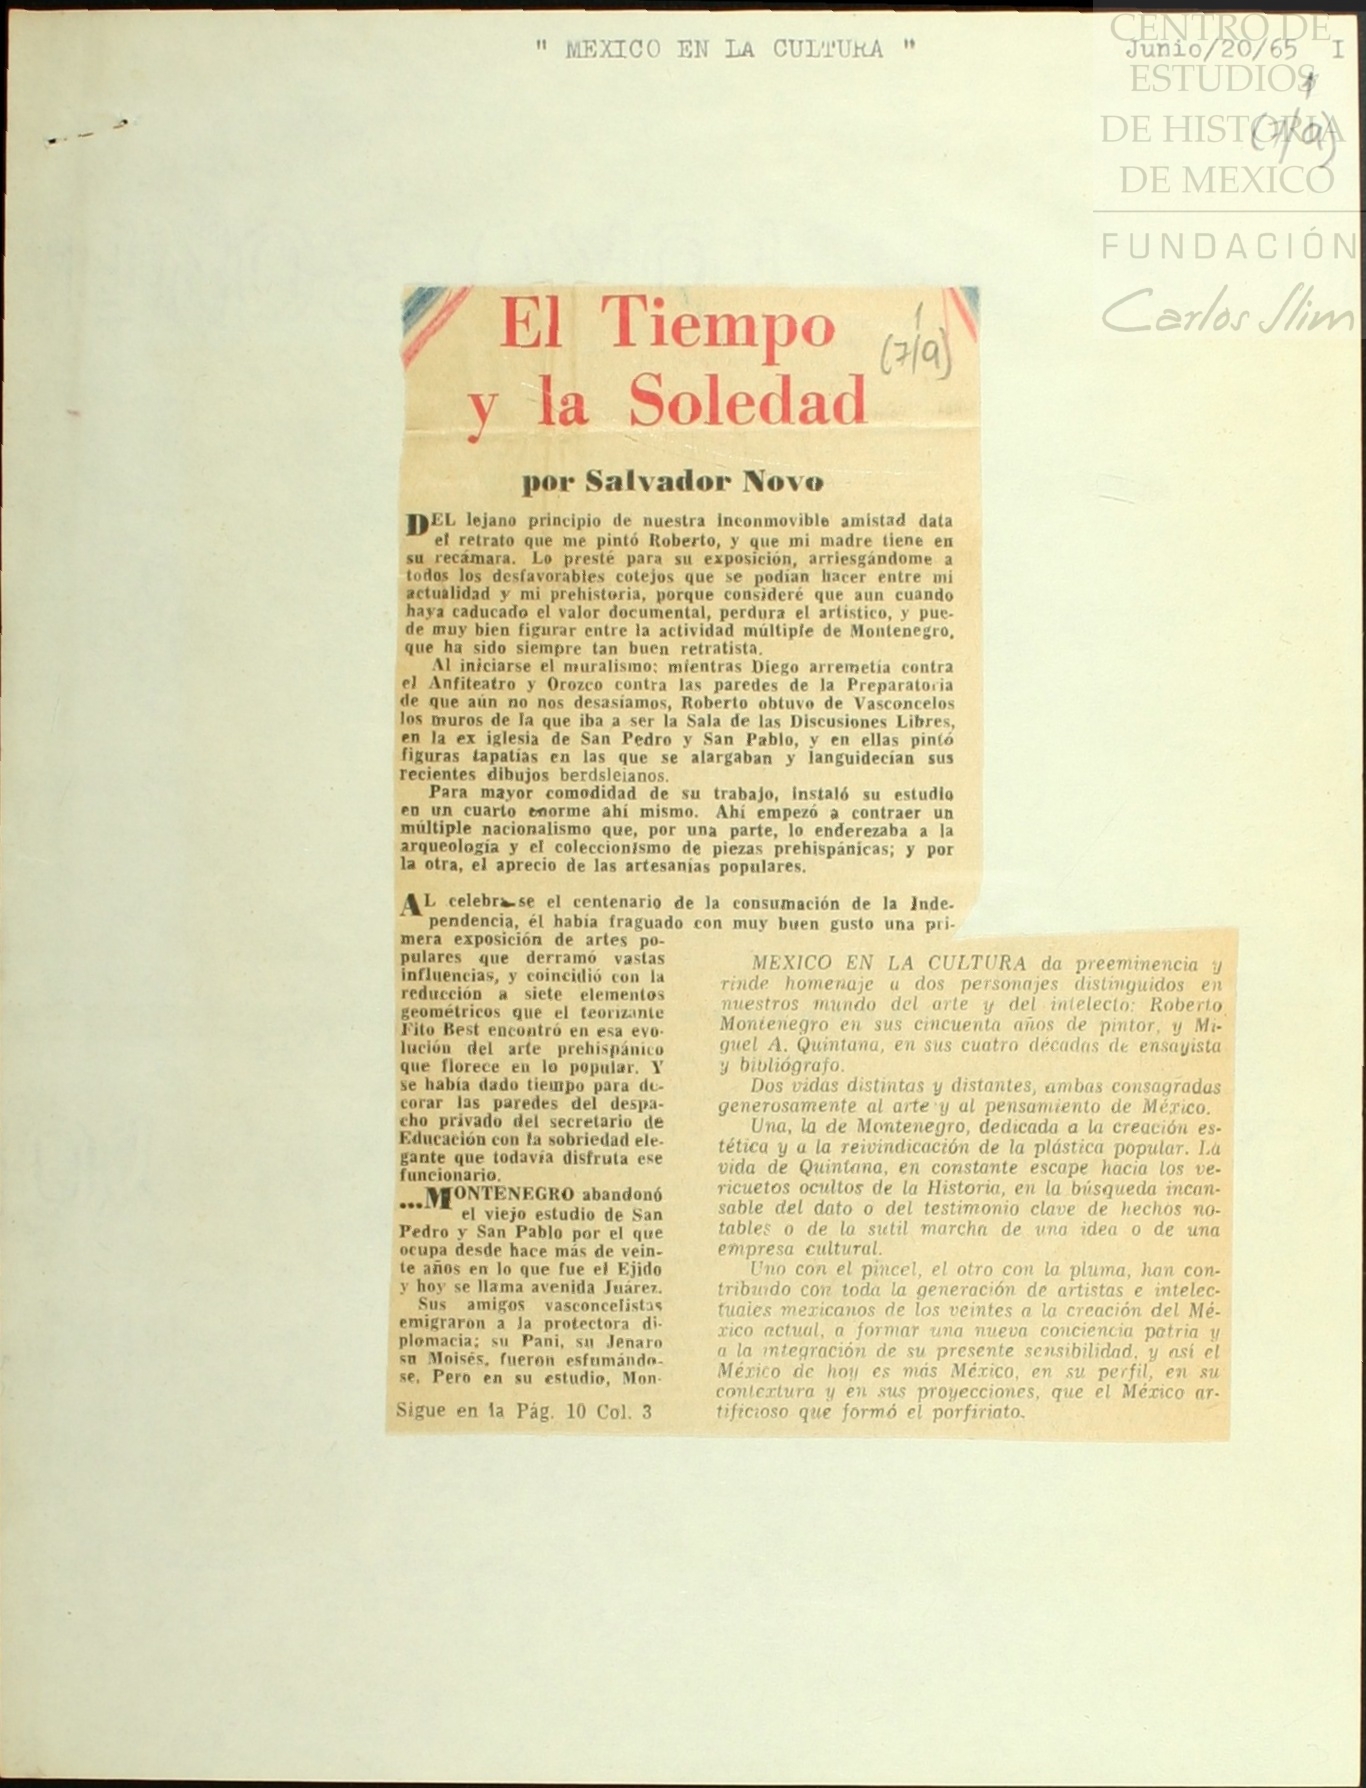 " MEXICO EN LA CULTURA "
Junio/20/65 I
1
(7/a)
CENTRO DE
ESTUDIOS
DE HISTORIA
DE MEXICO
FUNDACIÓN
Carlos Slim
El Tiempo
y la Soledad
1
(7/a)
por Salvador Novo
DEL lejano principio de nuestra inconmovible amistad data
el retrato que me pintó Roberto, y que mi madre tiene en
su recámara. Lo presté para su exposición, arriesgándome a
todos los desfavorables cotejos que se podían hacer entre mi
actualidad y mi prehistoria, porque consideré que aun cuando
haya caducado el valor documental, perdura el artístico, y pue-
de muy bien figurar entre la actividad múltiple de Montenegro,
que ha sido siempre tan buen retratista.
Al iniciarse el muralismo: mientras Diego arremetía contra
el Anfiteatro y Orozco contra las paredes de la Preparatoria
de que aún no nos desasíamos, Roberto obtuvo de Vasconcelos
los muros de la que iba a ser la Sala de las Discusiones Libres,
en la ex iglesia de San Pedro y San Pablo, y en ellas pintó
figuras tapatías en las que se alargaban y languidecían sus
recientes dibujos berdsleianos.
Para mayor comodidad de su trabajo, instaló su estudio
en un cuarto enorme ahí mismo. Ahí empezó a contraer un
múltiple nacionalismo que, por una parte, lo enderezaba a la
arqueología y el coleccionismo de piezas prehispánicas; y por
la otra, el aprecio de las artesanías populares.
AL celebrase el centenario de la consumación de la Inde-
pendencia, él había fraguado con muy buen gusto una pri-
mera exposición de artes po-
pulares que derramó vastas
influencias, y coincidió con la
reducción a siete elementos
geométricos que el teorizante
Fito Best encontró en esa evo-
lución del arte prehispánico
que florece en lo popular. Y
se había dado tiempo para de-
corar las paredes del despa-
cho privado del secretario de
Educación con la sobriedad ele-
gante que todavía disfruta ese
funcionario.
...MONTENEGRO abandonó
el viejo estudio de San
Pedro y San Pablo por el que
ocupa desde hace más de vein-
te años en lo que fue el Ejido
y hoy se llama avenida Juárez.
Sus amigos vasconcelistas
emigraron a la protectora di-
plomacia; su Pani, su Jenaro
su Moisés, fueron esfumándo-
se. Pero en su estudio, Mon-
Sigue en la Pág. 10 Col. 3
MEXICO EN LA CULTURA da preeminencia y
rinde homenaje a dos personajes distinguidos en
nuestros mundo del arte y del intelecto: Roberto
Montenegro en sus cincuenta años de pintor, y Mi-
guel A. Quintana, en sus cuatro décadas de ensayista
y bibliógrafo.
Dos vidas distintas y distantes, ambas consagradas
generosamente al arte y al pensamiento de México.
Una, la de Montenegro, dedicada a la creación es-
tética y a la reivindicación de la plástica popular. La
vida de Quintana, en constante escape hacia los ve-
ricuetos ocultos de la Historia, en la búsqueda incan-
sable del dato o del testimonio clave de hechos no-
tables o de la sutil marcha de una idea o de una
empresa cultural.
Uno con el pincel, el otro con la pluma, han con-
tribuido con toda la generación de artistas e intelec-
tuales mexicanos de los veintes a la creación del Mé-
xico actual, a formar una nueva conciencia patria y
a la integración de su presente sensibilidad, y así el
México de hoy es más México, en su perfil, en su
contextura y en sus proyecciones, que el México ar-
tificioso que formó el porfiriato.